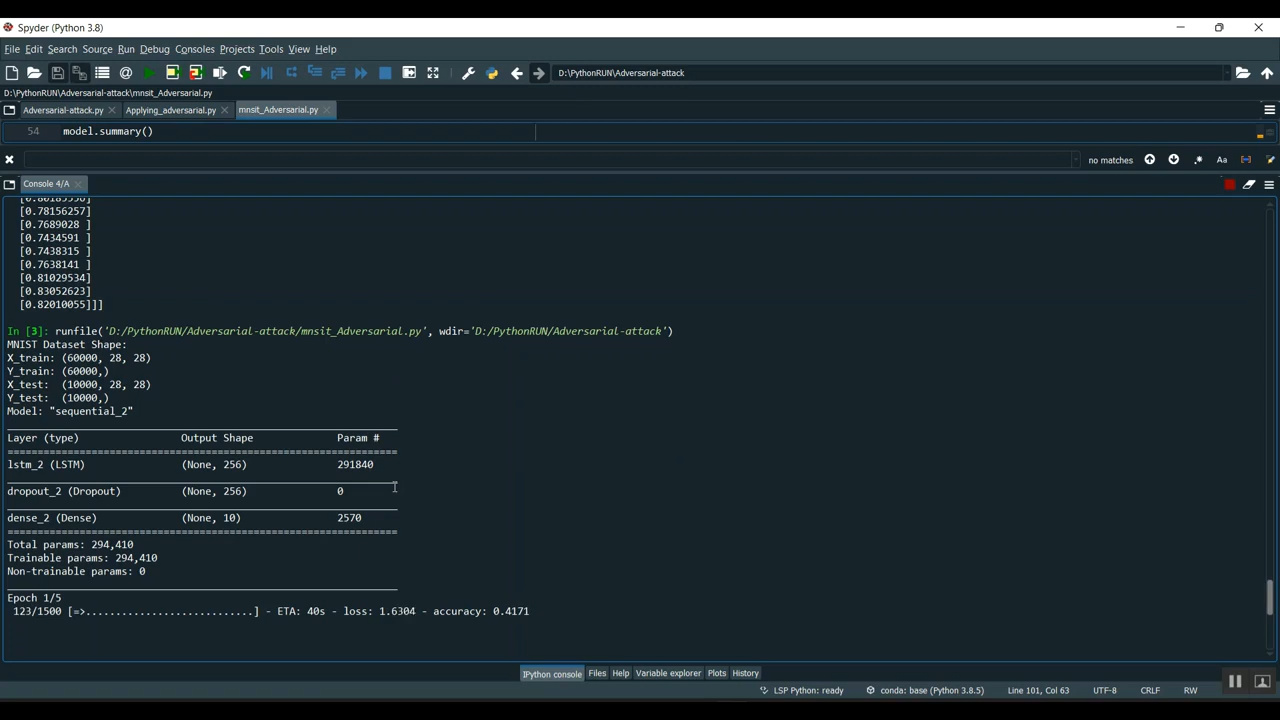 Spyder (Python 3.8)
File Edit Search Source Run Debug Consoles Projects Tools View Help
D:\PythonRUN\Adversarial-attack
D:\PythonRUN\Adversarial-attack\mnsit_Adversarial.py
Adversarial-attack.py Applying_adversarial.py mnsit_Adversarial.py
54 model.summary()
no matches .* Aa
Console 4/A
[0.78156257]
[0.7689028 ]
[0.7434591 ]
[0.7438315 ]
[0.7638141 ]
[0.81029534]
[0.83052623]
[0.82010055]]]
In [3]: runfile('D:/PythonRUN/Adversarial-attack/mnsit_Adversarial.py', wdir='D:/PythonRUN/Adversarial-attack')
MNIST Dataset Shape:
X_train: (60000, 28, 28)
Y_train: (60000,)
X_test:  (10000, 28, 28)
Y_test:  (10000,)
Model: "sequential_2"
Layer (type) Output Shape Param #
=================================================================
lstm_2 (LSTM) (None, 256) 291840
dropout_2 (Dropout) (None, 256) 0
dense_2 (Dense) (None, 10) 2570
=================================================================
Total params: 294,410
Trainable params: 294,410
Non-trainable params: 0
Epoch 1/5
123/1500 [=>............................] - ETA: 40s - loss: 1.6304 - accuracy: 0.4171
IPython console Files Help Variable explorer Plots History
LSP Python: ready conda: base (Python 3.8.5) Line 101, Col 63 UTF-8 CRLF RW